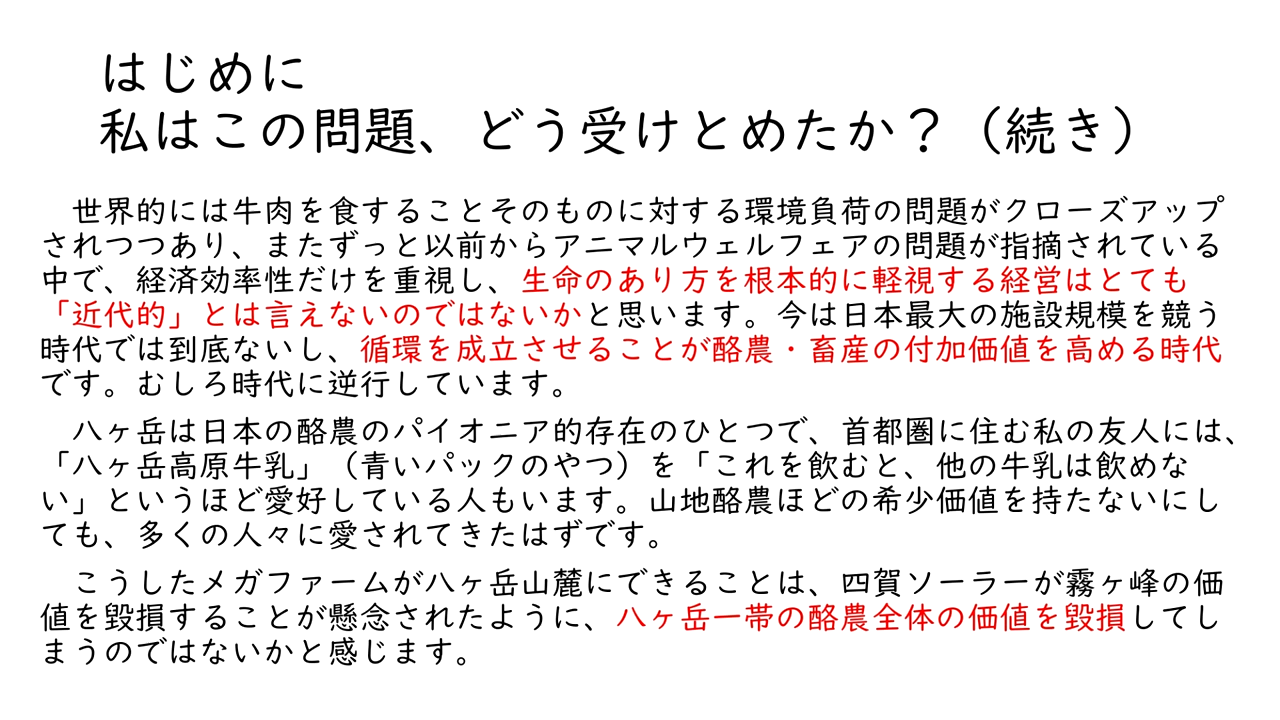 はじめに
私はこの問題、どう受けとめたか？（続き）
世界的には牛肉を食することそのものに対する環境負荷の問題がクローズアップ
されつつあり、またずっと以前からアニマルウェルフェアの問題が指摘されている
中で、経済効率性だけを重視し、生命のあり方を根本的に軽視する経営はとても
「近代的」とは言えないのではないかと思います。今は日本最大の施設規模を競う
時代では到底ないし、循環を成立させることが酪農・畜産の付加価値を高める時代
です。むしろ時代に逆行しています。
八ヶ岳は日本の酪農のパイオニア的存在のひとつで、首都圏に住む私の友人には、
「八ヶ岳高原牛乳」（青いパックのやつ）を「これを飲むと、他の牛乳は飲めな
い」というほど愛好している人もいます。山地酪農ほどの希少価値を持たないにし
ても、多くの人々に愛されてきたはずです。
こうしたメガファームが八ヶ岳山麓にできることは、四賀ソーラーが霧ヶ峰の価
値を毀損することが懸念されたように、八ヶ岳一帯の酪農全体の価値を毀損してし
まうのではないかと感じます。